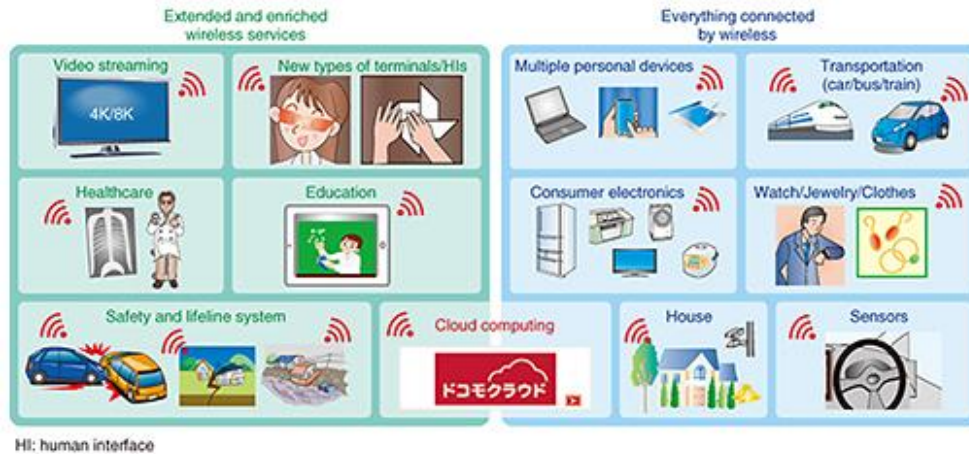 Extended and enriched
wireless services
Everything connected
by wireless
Video streaming
4K/8K
New types of terminals/HIs
Multiple personal devices
Transportation
(car/bus/train)
Healthcare
Education
Consumer electronics
Watch/Jewelry/Clothes
Safety and lifeline system
Cloud computing
ドコモクラウド
House
Sensors
HI: human interface